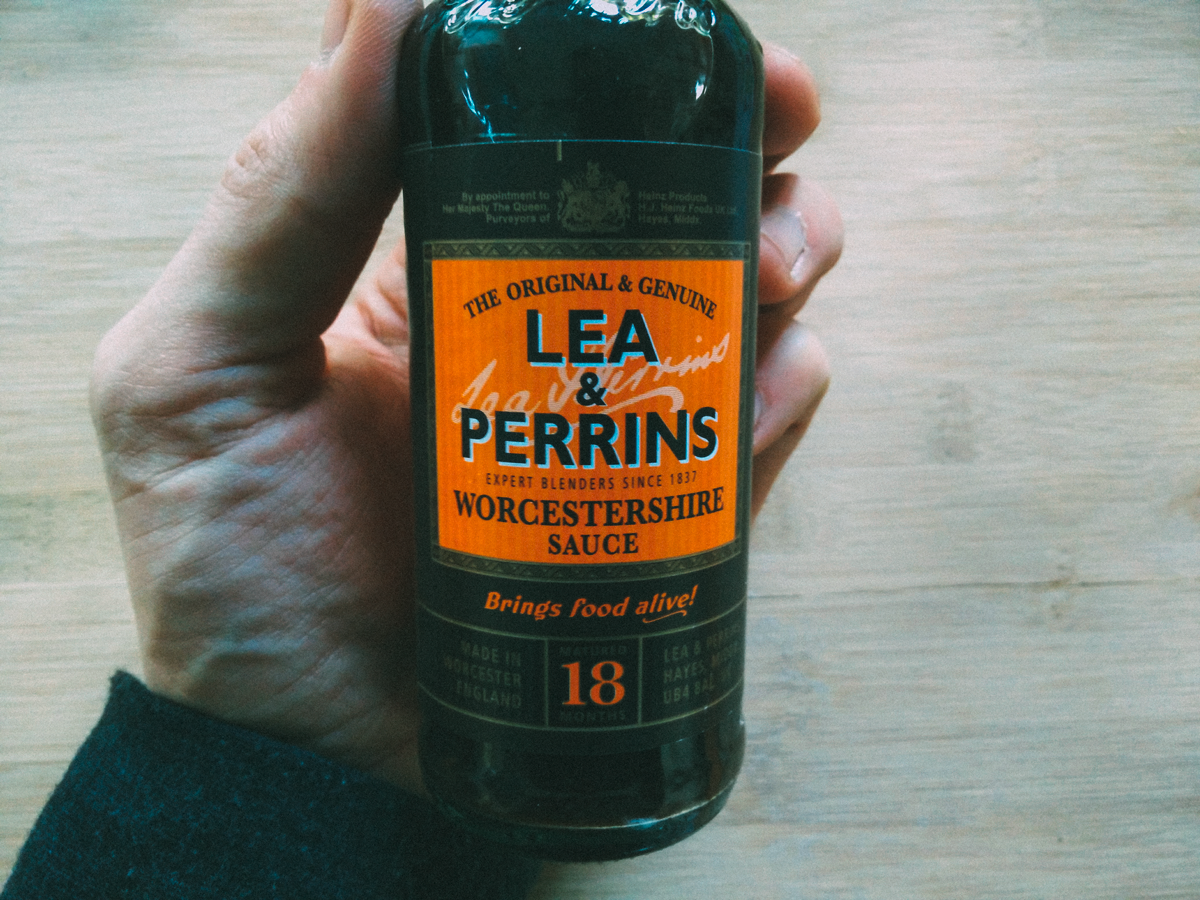 By appointment to
Her Majesty The Queen,
Purveyors of
Heinz Products
H.J. Heinz Foods UK Ltd,
Hayes, Middx.
THE ORIGINAL & GENUINE
LEA
&
PERRINS
Lea & Perrins
EXPERT BLENDERS SINCE 1837
WORCESTERSHIRE
SAUCE
Brings food alive!
MADE IN
WORCESTER
ENGLAND
MATURED
18
MONTHS
LEA & PERRINS
HAYES,
UB4 8AL